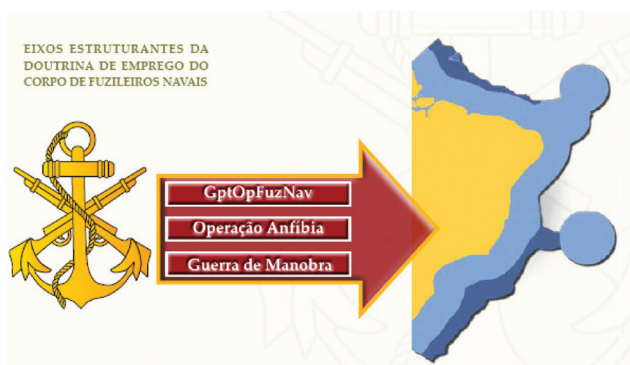 EIXOS ESTRUTURANTES DA
DOUTRINA DE EMPREGO DO
CORPO DE FUZILEIROS NAVAIS
GptOpFuzNav
Operação Anfíbia
Guerra de Manobra